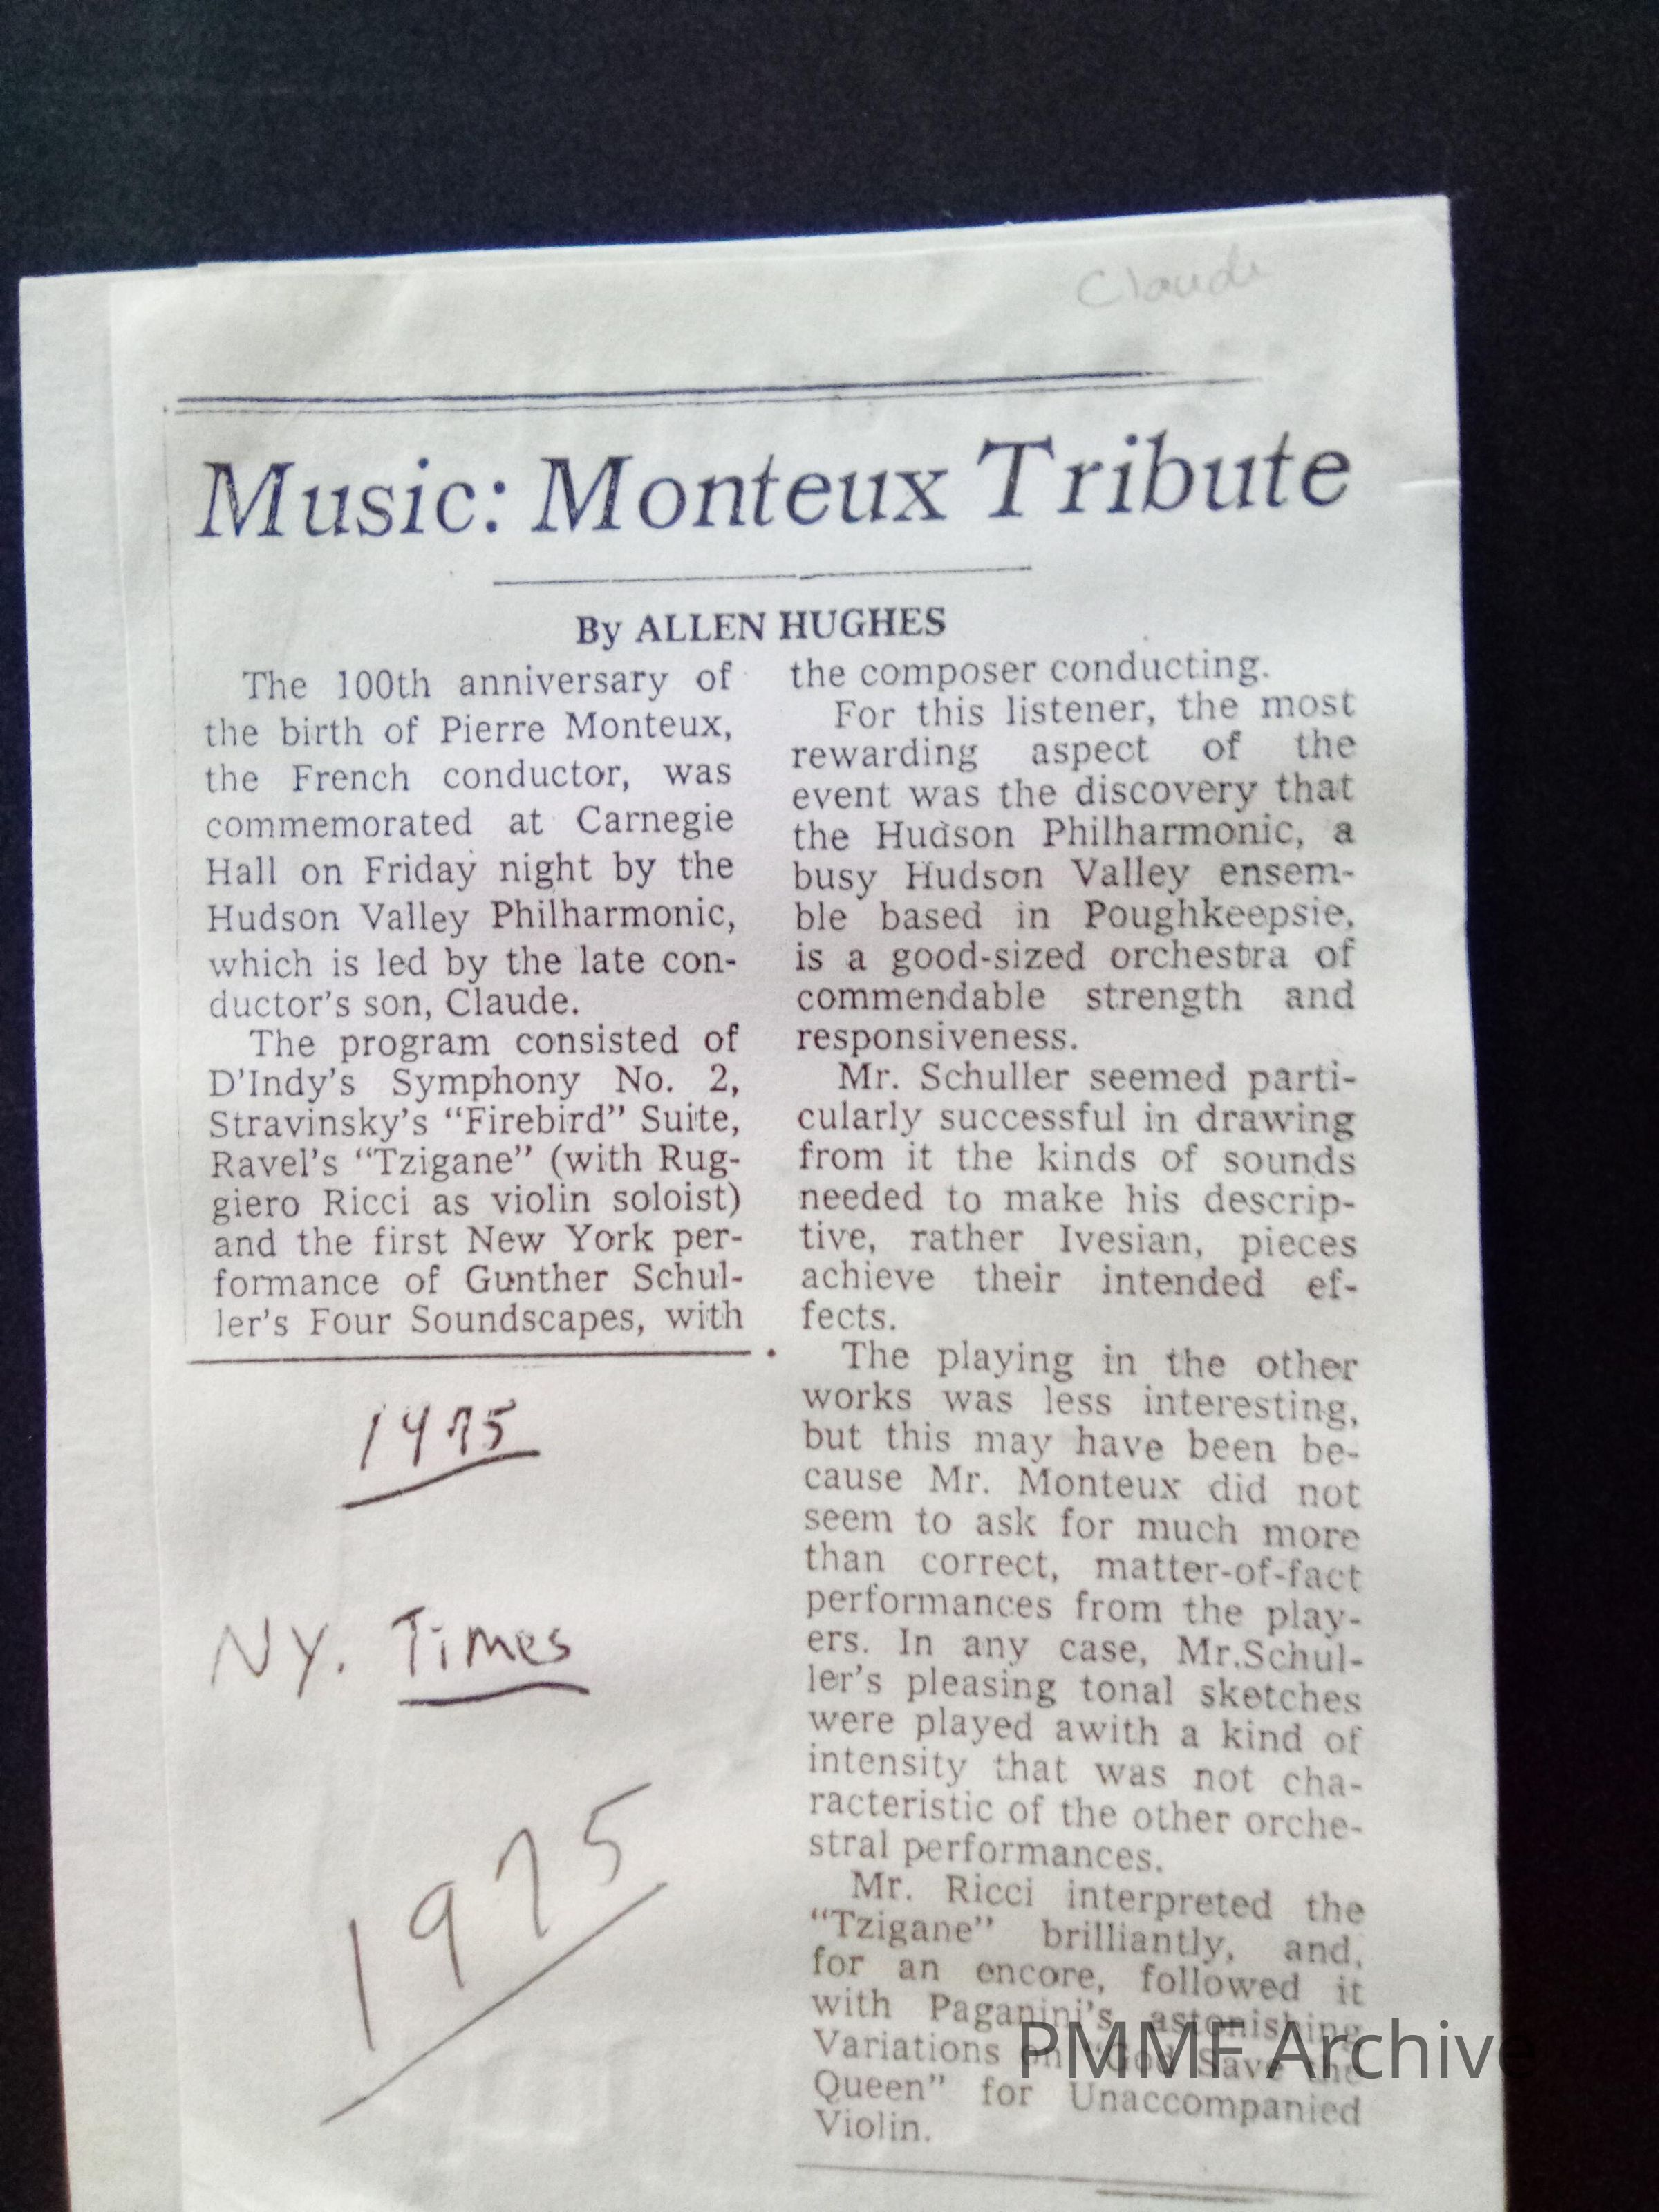 Claude
Music: Monteux Tribute
By ALLEN HUGHES
The 100th anniversary of
the birth of Pierre Monteux,
the French conductor, was
commemorated at Carnegie
Hall on Friday night by the
Hudson Valley Philharmonic,
which is led by the late con-
ductor's son, Claude.
The program consisted of
D'Indy's Symphony No. 2,
Stravinsky's "Firebird" Suite,
Ravel's "Tzigane" (with Rug-
giero Ricci as violin soloist)
and the first New York per-
formance of Gunther Schul-
ler's Four Soundscapes, with
the composer conducting.
For this listener, the most
rewarding aspect of the
event was the discovery that
the Hudson Philharmonic, a
busy Hudson Valley ensem-
ble based in Poughkeepsie,
is a good-sized orchestra of
commendable strength and
responsiveness.
Mr. Schuller seemed parti-
cularly successful in drawing
from it the kinds of sounds
needed to make his descrip-
tive, rather Ivesian, pieces
achieve their intended ef-
fects.
The playing in the other
works was less interesting,
but this may have been be-
cause Mr. Monteux did not
seem to ask for much more
than correct, matter-of-fact
performances from the play-
ers. In any case, Mr.Schul-
ler's pleasing tonal sketches
were played awith a kind of
intensity that was not cha-
racteristic of the other orche-
stral performances.
Mr. Ricci interpreted the
"Tzigane" brilliantly, and,
for an encore, followed it
with Paganini's astonishing
Variations on "God Save the
Queen" for Unaccompanied
Violin.
1975
NY. Times
1975
PMMF Archive